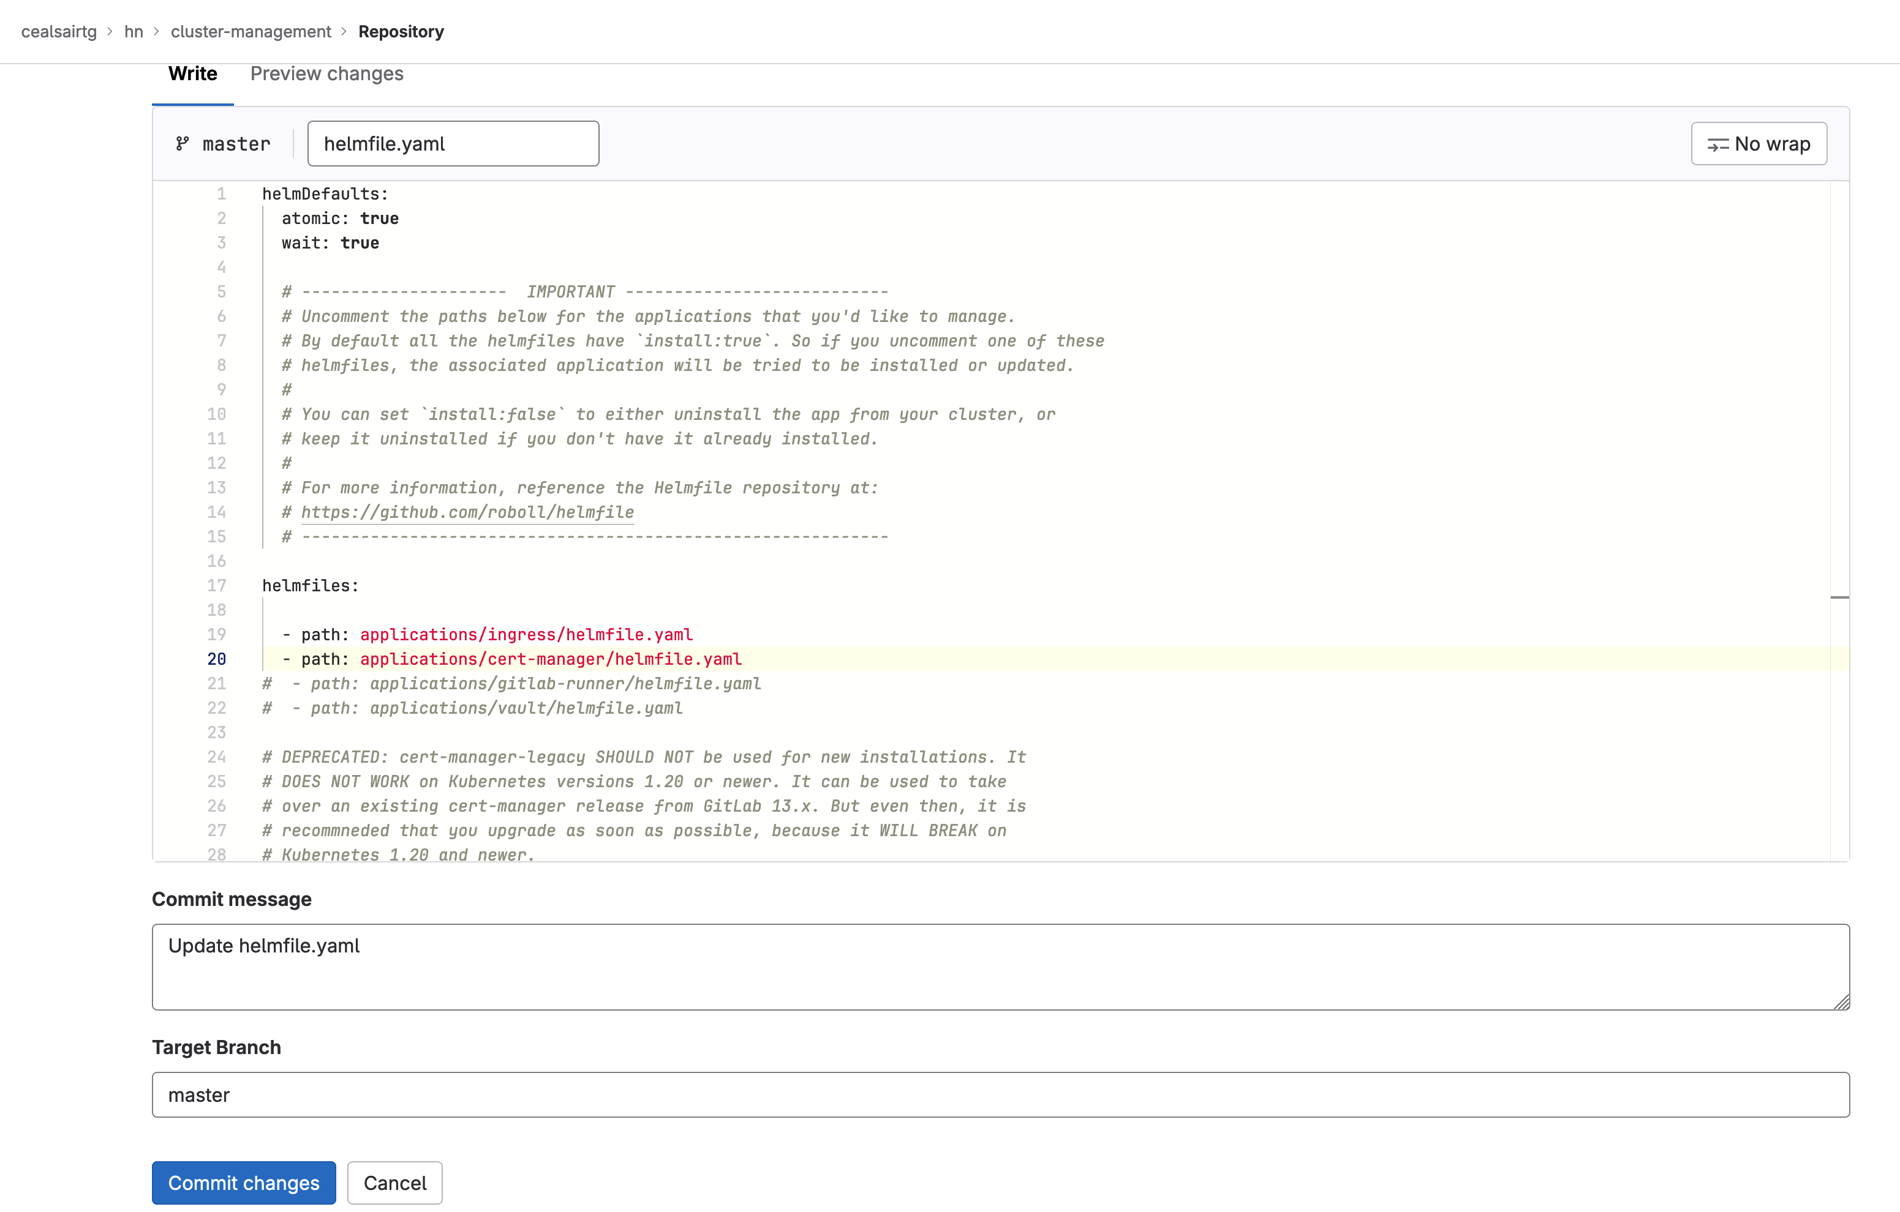 cealsairtg > hn > cluster-management > Repository
Write Preview changes
master helmfile.yaml No wrap
1 helmDefaults:
2 atomic: true
3 wait: true
4
5 # --------------------- IMPORTANT ---------------------------
6 # Uncomment the paths below for the applications that you'd like to manage.
7 # By default all the helmfiles have `install:true`. So if you uncomment one of these
8 # helmfiles, the associated application will be tried to be installed or updated.
9 #
10 # You can set `install:false` to either uninstall the app from your cluster, or
11 # keep it uninstalled if you don't have it already installed.
12 #
13 # For more information, reference the Helmfile repository at:
14 # https://github.com/roboll/helmfile
15 # ------------------------------------------------------------
16
17 helmfiles:
18
19 - path: applications/ingress/helmfile.yaml
20 - path: applications/cert-manager/helmfile.yaml
21 #  - path: applications/gitlab-runner/helmfile.yaml
22 #  - path: applications/vault/helmfile.yaml
23
24 # DEPRECATED: cert-manager-legacy SHOULD NOT be used for new installations. It
25 # DOES NOT WORK on Kubernetes versions 1.20 or newer. It can be used to take
26 # over an existing cert-manager release from GitLab 13.x. But even then, it is
27 # recommneded that you upgrade as soon as possible, because it WILL BREAK on
28 # Kubernetes 1.20 and newer.
Commit message
Update helmfile.yaml
Target Branch
master
Commit changes Cancel